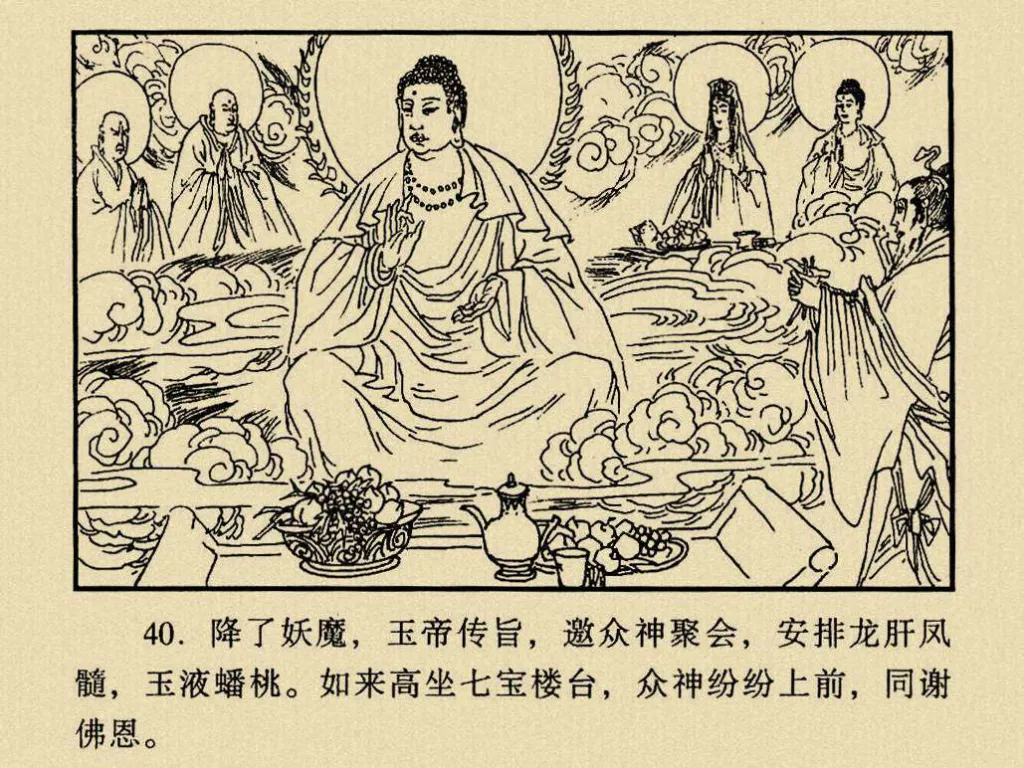 40. 降了妖魔，玉帝传旨，邀众神聚会，安排龙肝凤
髓，玉液蟠桃。如来高坐七宝楼台，众神纷纷上前，同谢
佛恩。